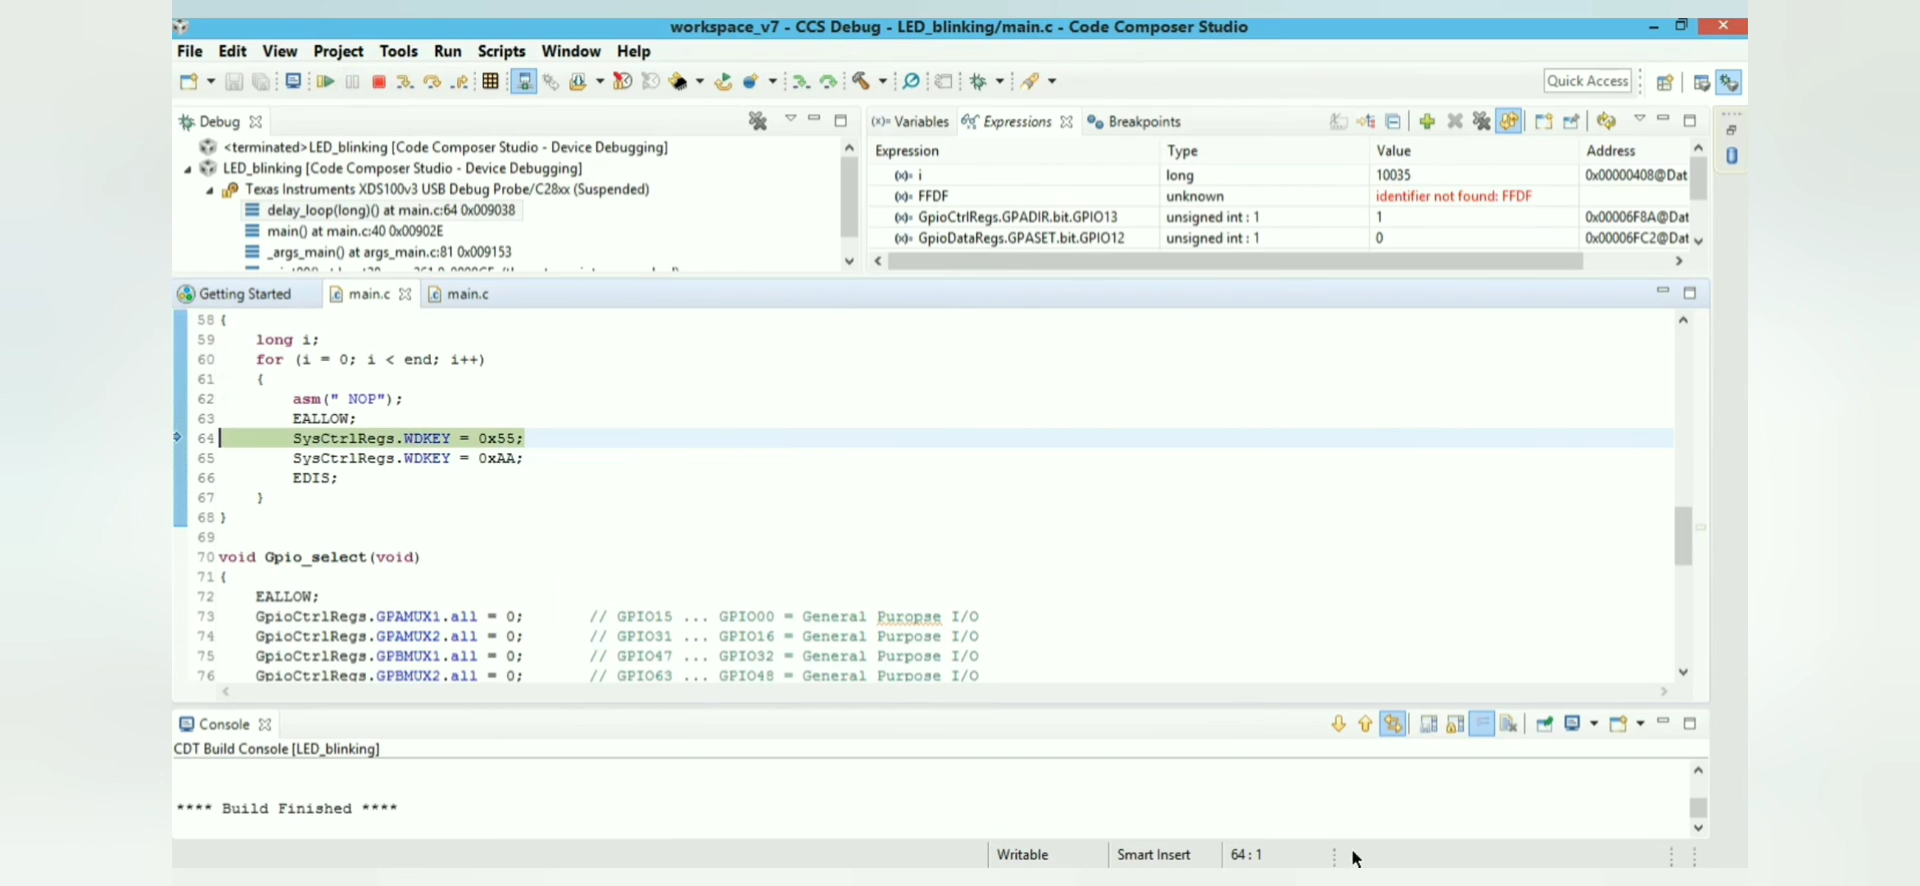 workspace_v7 - CCS Debug - LED_blinking/main.c - Code Composer Studio
File Edit View Project Tools Run Scripts Window Help
Quick Access
Debug
<terminated>LED_blinking [Code Composer Studio - Device Debugging]
LED_blinking [Code Composer Studio - Device Debugging]
Texas Instruments XDS100v3 USB Debug Probe/C28xx (Suspended)
delay_loop(long)() at main.c:64 0x009038
main() at main.c:40 0x00902E
_args_main() at args_main.c:81 0x009153
(x)= Variables Expressions Breakpoints
Expression Type Value Address
(x)= i long 10035 0x00000408@Dat
(x)= FFDF unknown identifier not found: FFDF
(x)= GpioCtrlRegs.GPADIR.bit.GPIO13 unsigned int : 1 1 0x00006F8A@Dat
(x)= GpioDataRegs.GPASET.bit.GPIO12 unsigned int : 1 0 0x00006FC2@Dat
Getting Started main.c main.c
58 {
59 long i;
60 for (i = 0; i < end; i++)
61 {
62 asm(" NOP");
63 EALLOW;
64 SysCtrlRegs.WDKEY = 0x55;
65 SysCtrlRegs.WDKEY = 0xAA;
66 EDIS;
67 }
68 }
69
70 void Gpio_select(void)
71 {
72 EALLOW;
73 GpioCtrlRegs.GPAMUX1.all = 0; // GPIO15 ... GPIO00 = General Puropse I/O
74 GpioCtrlRegs.GPAMUX2.all = 0; // GPIO31 ... GPIO16 = General Purpose I/O
75 GpioCtrlRegs.GPBMUX1.all = 0; // GPIO47 ... GPIO32 = General Purpose I/O
76 GpioCtrlRegs.GPBMUX2.all = 0; // GPIO63 ... GPIO48 = General Purpose I/O
Console
CDT Build Console [LED_blinking]
**** Build Finished ****
Writable Smart Insert 64 : 1